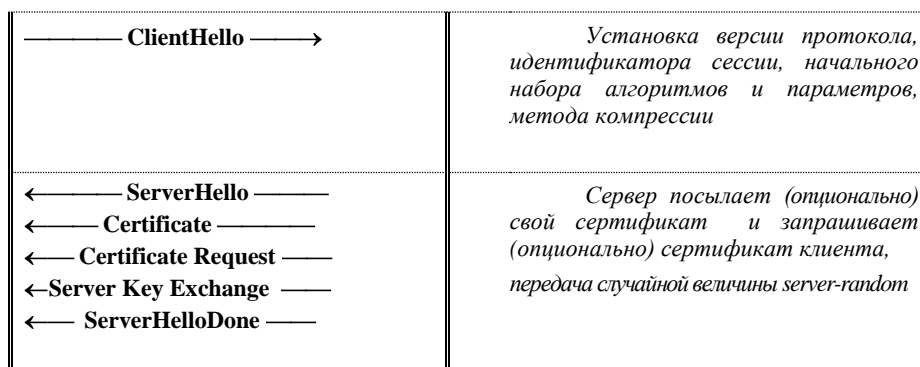 ——— ClientHello ——→
Установка версии протокола,
идентификатора сессии, начального
набора алгоритмов и параметров,
метода компрессии
←——— ServerHello ———
←—— Certificate ————
←—— Certificate Request ——
←Server Key Exchange ——
←—— ServerHelloDone ——
Сервер посылает (опционально)
свой сертификат и запрашивает
(опционально) сертификат клиента,
передача случайной величины server-random